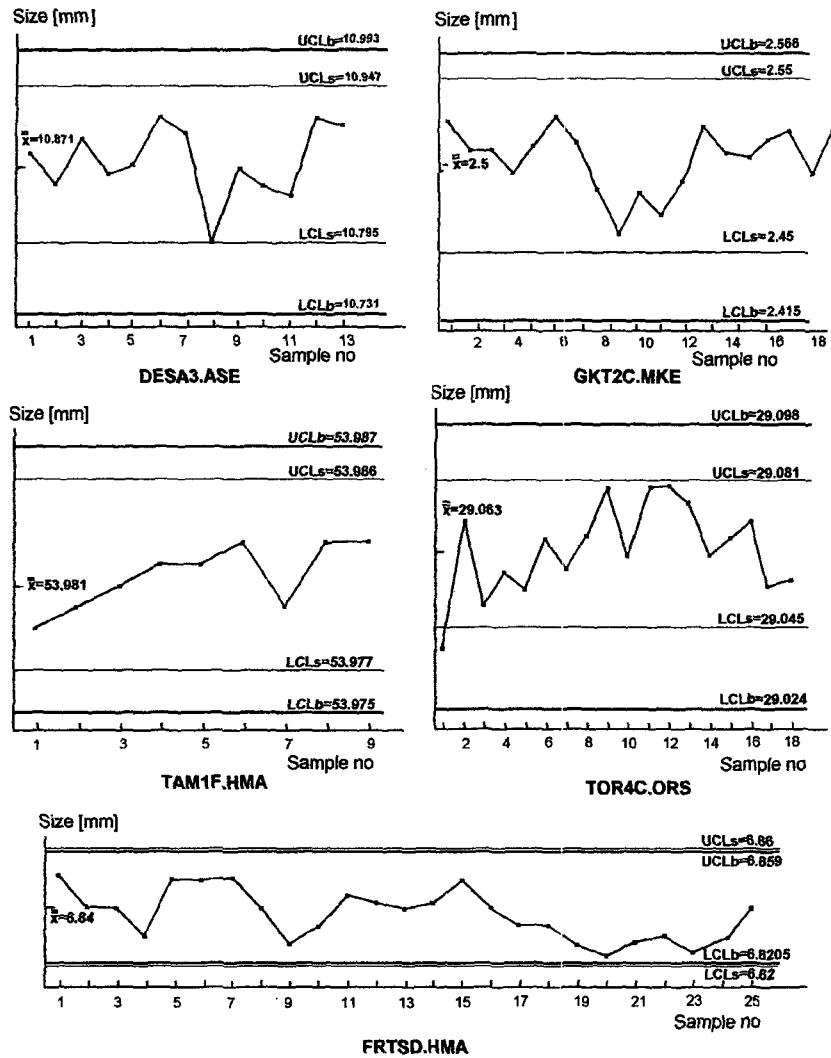 Size [mm]
UCLb=10.993
UCLs=10.947
x=10.871
LCLs=10.795
LCLb=10.731
1 3 5 7 9 11 13
Sample no
DESA3.ASE
Size [mm]
UCLb=2.566
UCLs=2.55
x=2.5
LCLs=2.45
LCLb=2.415
2 4 6 8 10 12 14 16 18
Sample no
GKT2C.MKE
Size [mm]
UCLb=53.987
UCLs=53.986
x=53.981
LCLs=53.977
LCLb=53.975
1 3 5 7 9
Sample no
TAM1F.HMA
Size [mm]
UCLb=29.098
UCLs=29.081
x=29.063
LCLs=29.045
LCLb=29.024
2 4 6 8 10 12 14 16 18
Sample no
TOR4C.ORS
Size [mm]
UCLs=6.86
UCLb=6.859
x=6.84
LCLb=6.8205
LCLs=6.82
1 3 5 7 9 11 13 15 17 19 21 23 25
Sample no
FRTSD.HMA